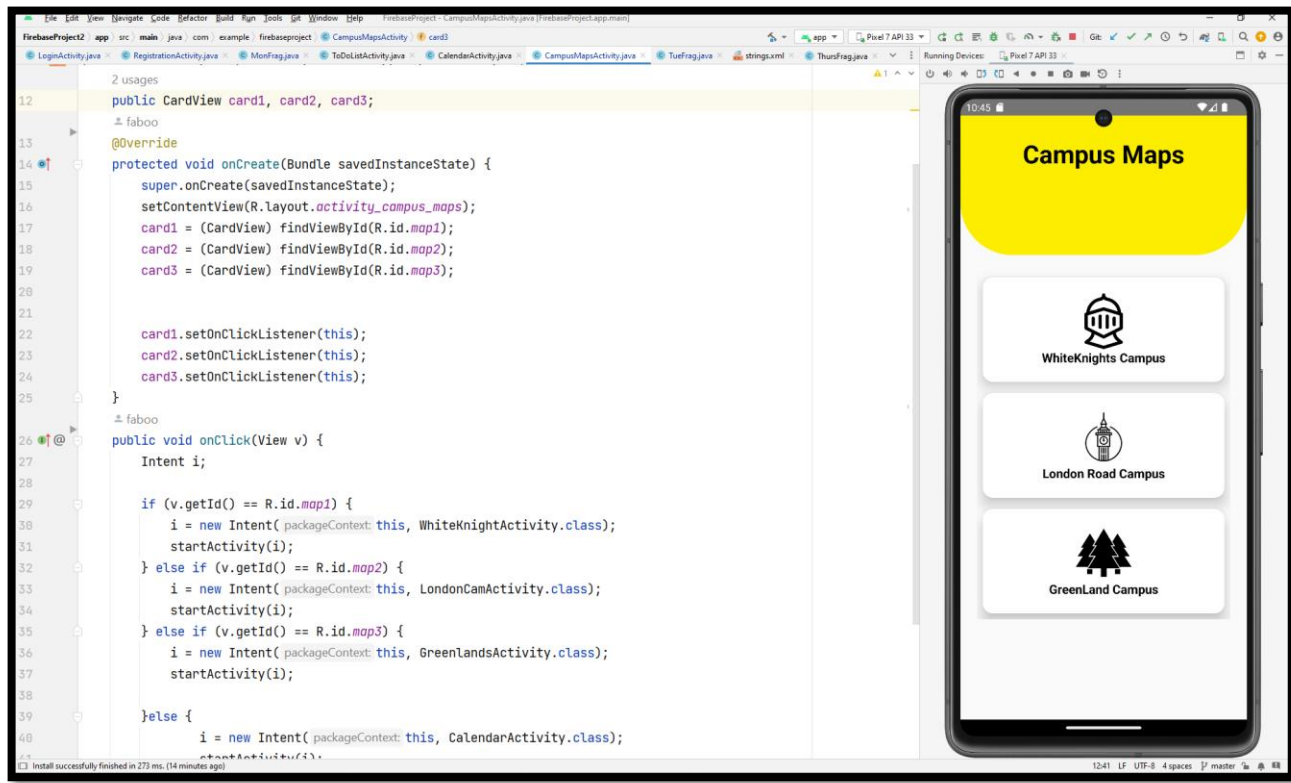 File Edit View Navigate Code Refactor Build Run Tools Git Window Help FirebaseProject - CampusMapsActivity.java [FirebaseProject.app.main]
FirebaseProject2 app src main java com example firebaseproject CampusMapsActivity card3 app Pixel 7 API 33 Git:
LoginActivity.java RegistrationActivity.java MonFrag.java ToDoListActivity.java CalendarActivity.java CampusMapsActivity.java TueFrag.java strings.xml ThursFrag.java Running Devices: Pixel 7 API 33
2 usages 1
12 public CardView card1, card2, card3;
faboo
13 @Override
14 protected void onCreate(Bundle savedInstanceState) {
15 super.onCreate(savedInstanceState);
16 setContentView(R.layout.activity_campus_maps);
17 card1 = (CardView) findViewById(R.id.map1);
18 card2 = (CardView) findViewById(R.id.map2);
19 card3 = (CardView) findViewById(R.id.map3);
20
21
22 card1.setOnClickListener(this);
23 card2.setOnClickListener(this);
24 card3.setOnClickListener(this);
25 }
faboo
26 @ public void onClick(View v) {
27 Intent i;
28
29 if (v.getId() == R.id.map1) {
30 i = new Intent( packageContext: this, WhiteKnightActivity.class);
31 startActivity(i);
32 } else if (v.getId() == R.id.map2) {
33 i = new Intent( packageContext: this, LondonCamActivity.class);
34 startActivity(i);
35 } else if (v.getId() == R.id.map3) {
36 i = new Intent( packageContext: this, GreenlandsActivity.class);
37 startActivity(i);
38
39 }else {
40 i = new Intent( packageContext: this, CalendarActivity.class);
41 startActivity(i);
10:45
Campus Maps
WhiteKnights Campus
London Road Campus
GreenLand Campus
Install successfully finished in 273 ms. (14 minutes ago) 12:41 LF UTF-8 4 spaces master